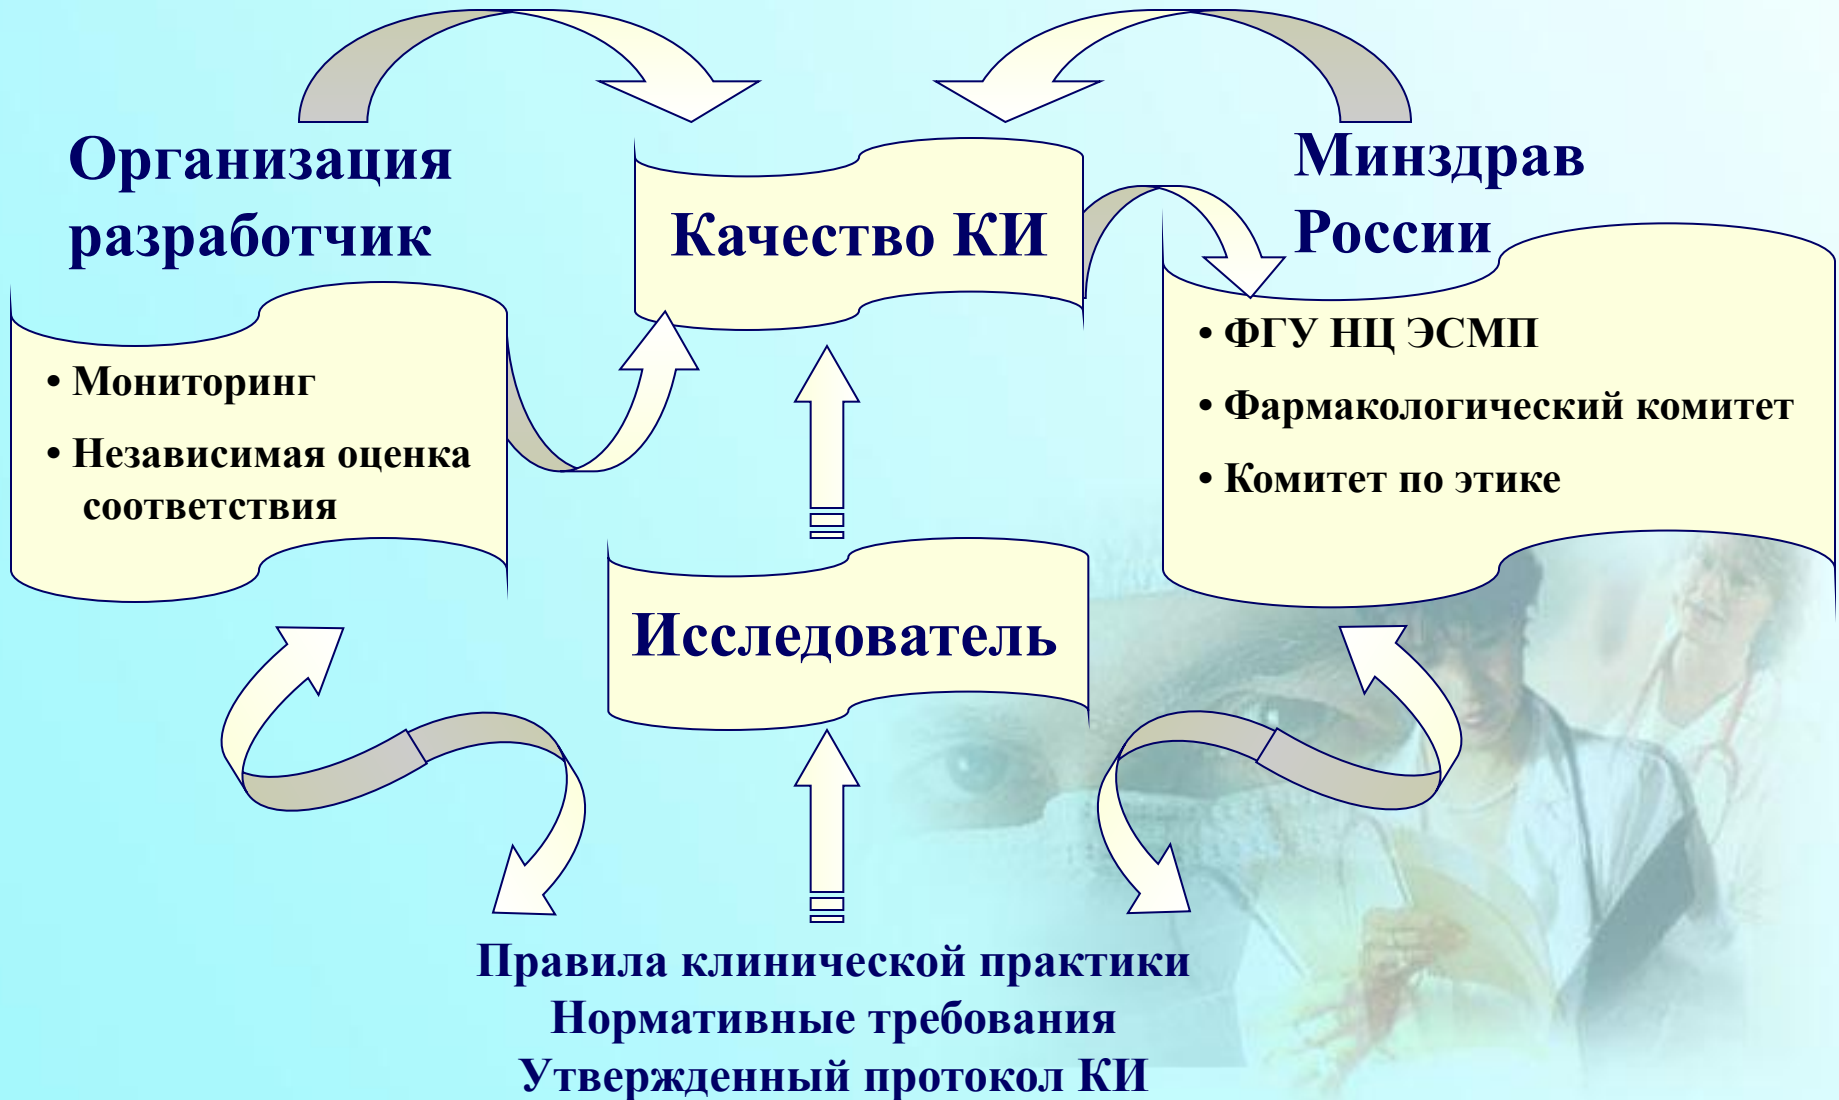 Организация
разработчик
Качество КИ
Минздрав
России
• Мониторинг
• Независимая оценка
соответствия
• ФГУ НЦ ЭСМП
• Фармакологический комитет
• Комитет по этике
Исследователь
Правила клинической практики
Нормативные требования
Утвержденный протокол КИ